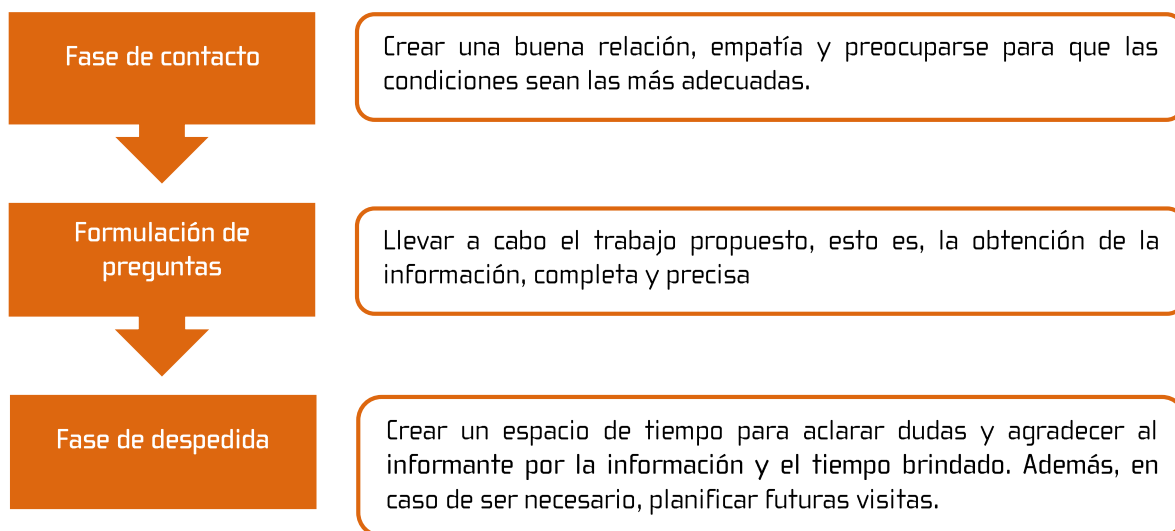 Fase de contacto
Crear una buena relación, empatía y preocuparse para que las
condiciones sean las más adecuadas.
Formulación de
preguntas
Llevar a cabo el trabajo propuesto, esto es, la obtención de la
información, completa y precisa
Fase de despedida
Crear un espacio de tiempo para aclarar dudas y agradecer al
informante por la información y el tiempo brindado. Además, en
caso de ser necesario, planificar futuras visitas.